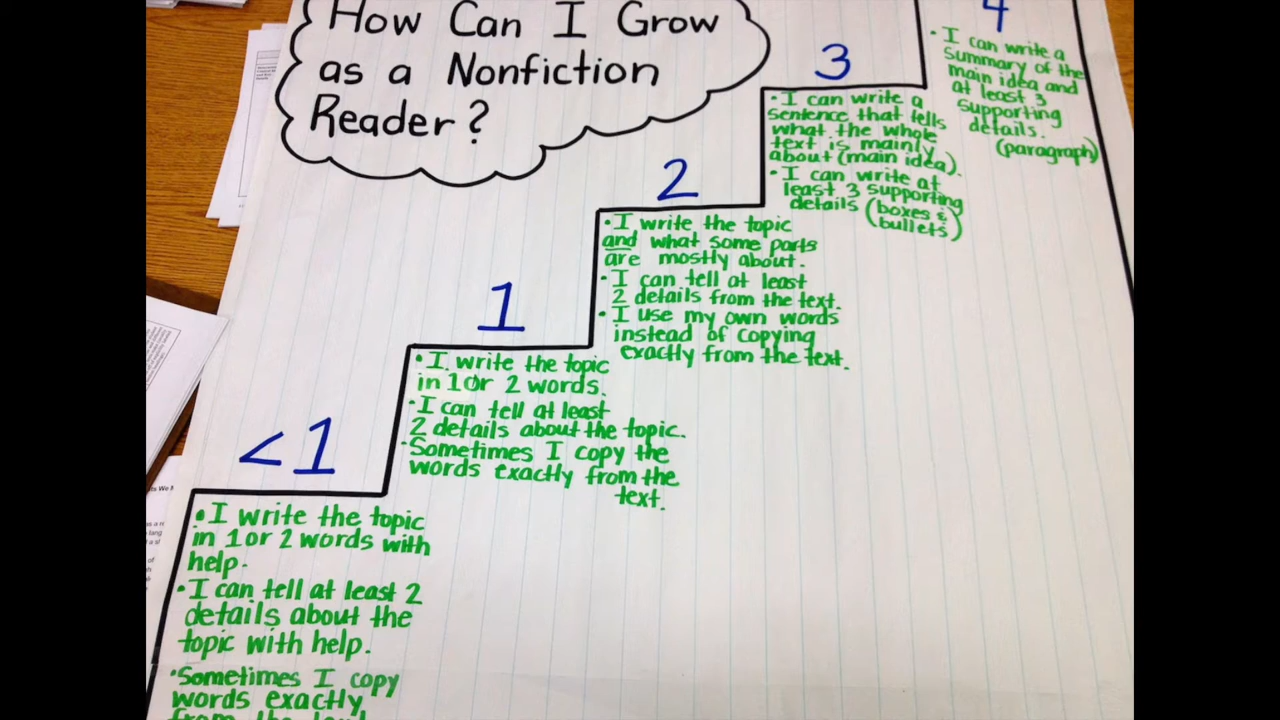 How Can I Grow
as a Nonfiction
Reader?
<1
• I write the topic
in 1 or 2 words with
help.
• I can tell at least 2
details about the
topic with help.
• Sometimes I copy
words exactly
from the text
1
• I write the topic
in 1 or 2 words.
• I can tell at least
2 details about the topic.
• Sometimes I copy the
words exactly from the
text.
2
• I write the topic
and what some parts
are mostly about.
• I can tell at least
2 details from the text.
• I use my own words
instead of copying
exactly from the text.
3
• I can write a
sentence that tells
what the whole
text is mainly
about (main idea).
• I can write at
least 3 supporting
details (boxes &
bullets)
4
• I can write a
summary of the
main idea and
at least 3
supporting
details.
(paragraph)